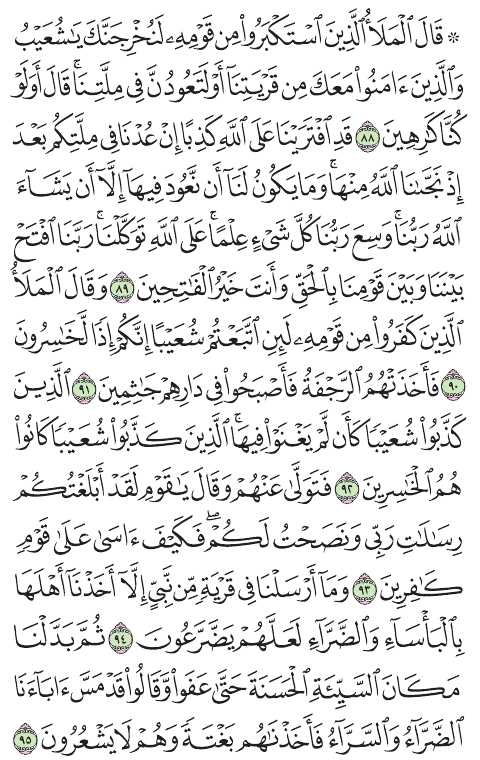 ۞ قَالَ ٱلْمَلَأُ ٱلَّذِينَ ٱسْتَكْبَرُوا۟ مِن قَوْمِهِۦ لَنُخْرِجَنَّكَ يَـٰشُعَيْبُ
وَٱلَّذِينَ ءَامَنُوا۟ مَعَكَ مِن قَرْيَتِنَآ أَوْ لَتَعُودُنَّ فِى مِلَّتِنَا ۚ قَالَ أَوَلَوْ
كُنَّا كَـٰرِهِينَ ٨٨ قَدِ ٱفْتَرَيْنَا عَلَى ٱللَّهِ كَذِبًا إِنْ عُدْنَا فِى مِلَّتِكُم بَعْدَ
إِذْ نَجَّىٰنَا ٱللَّهُ مِنْهَا ۚ وَمَا يَكُونُ لَنَآ أَن نَّعُودَ فِيهَآ إِلَّآ أَن يَشَآءَ
ٱللَّهُ رَبُّنَا ۚ وَسِعَ رَبُّنَا كُلَّ شَىْءٍ عِلْمًا ۚ عَلَى ٱللَّهِ تَوَكَّلْنَا ۚ رَبَّنَا ٱفْتَحْ
بَيْنَنَا وَبَيْنَ قَوْمِنَا بِٱلْحَقِّ وَأَنتَ خَيْرُ ٱلْفَـٰتِحِينَ ٨٩ وَقَالَ ٱلْمَلَأُ
ٱلَّذِينَ كَفَرُوا۟ مِن قَوْمِهِۦ لَئِنِ ٱتَّبَعْتُمْ شُعَيْبًا إِنَّكُمْ إِذًا لَّخَـٰسِرُونَ
٩٠ فَأَخَذَتْهُمُ ٱلرَّجْفَةُ فَأَصْبَحُوا۟ فِى دَارِهِمْ جَـٰثِمِينَ ٩١ ٱلَّذِينَ
كَذَّبُوا۟ شُعَيْبًا كَأَن لَّمْ يَغْنَوْا۟ فِيهَا ۚ ٱلَّذِينَ كَذَّبُوا۟ شُعَيْبًا كَانُوا۟
هُمُ ٱلْخَـٰسِرِينَ ٩٢ فَتَوَلَّىٰ عَنْهُمْ وَقَالَ يَـٰقَوْمِ لَقَدْ أَبْلَغْتُكُمْ
رِسَـٰلَـٰتِ رَبِّى وَنَصَحْتُ لَكُمْ ۖ فَكَيْفَ ءَاسَىٰ عَلَىٰ قَوْمٍ
كَـٰفِرِينَ ٩٣ وَمَآ أَرْسَلْنَا فِى قَرْيَةٍ مِّن نَّبِىٍّ إِلَّآ أَخَذْنَآ أَهْلَهَا
بِٱلْبَأْسَآءِ وَٱلضَّرَّآءِ لَعَلَّهُمْ يَضَّرَّعُونَ ٩٤ ثُمَّ بَدَّلْنَا
مَكَانَ ٱلسَّيِّئَةِ ٱلْحَسَنَةَ حَتَّىٰ عَفَوا۟ وَّقَالُوا۟ قَدْ مَسَّ ءَابَآءَنَا
ٱلضَّرَّآءُ وَٱلسَّرَّآءُ فَأَخَذْنَـٰهُم بَغْتَةً وَهُمْ لَا يَشْعُرُونَ ٩٥